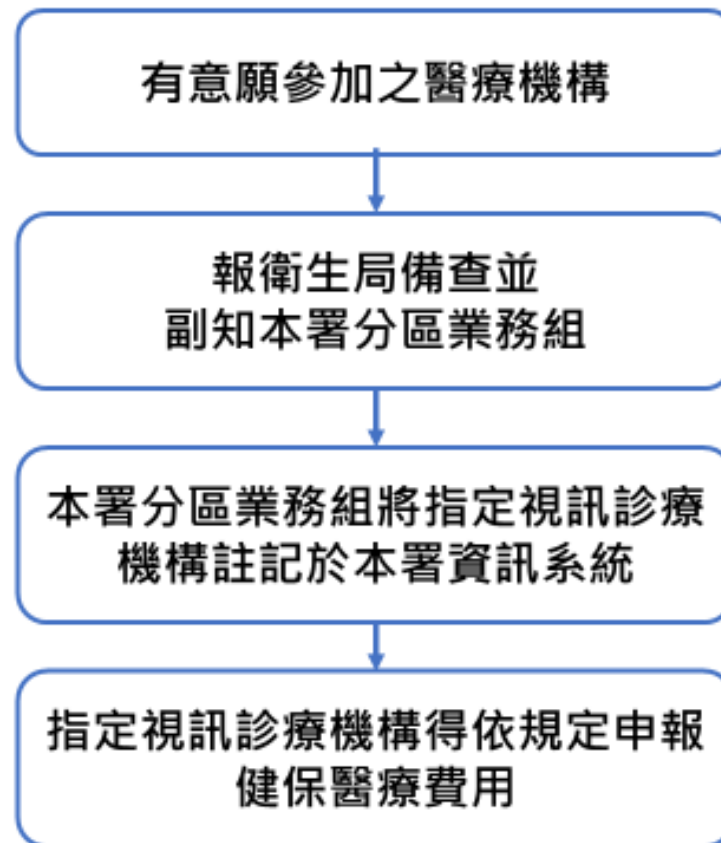 有意願參加之醫療機構
報衛生局備查並
副知本署分區業務組
本署分區業務組將指定視訊診療
機構註記於本署資訊系統
指定視訊診療機構得依規定申報
健保醫療費用